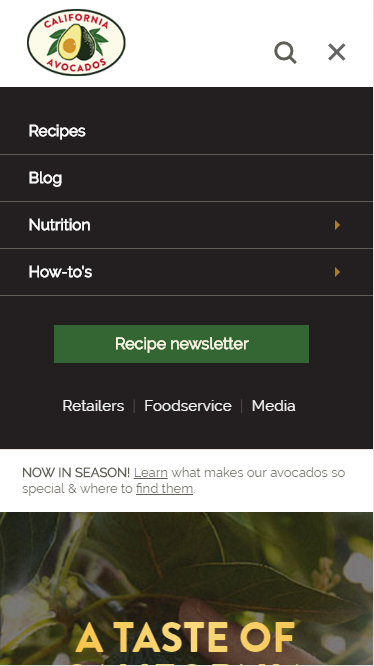 CALIFORNIA
AVOCADOS
Recipes
Blog
Nutrition
How-to's
Recipe newsletter
Retailers | Foodservice | Media
NOW IN SEASON! Learn what makes our avocados so
special & where to find them.
A TASTE OF